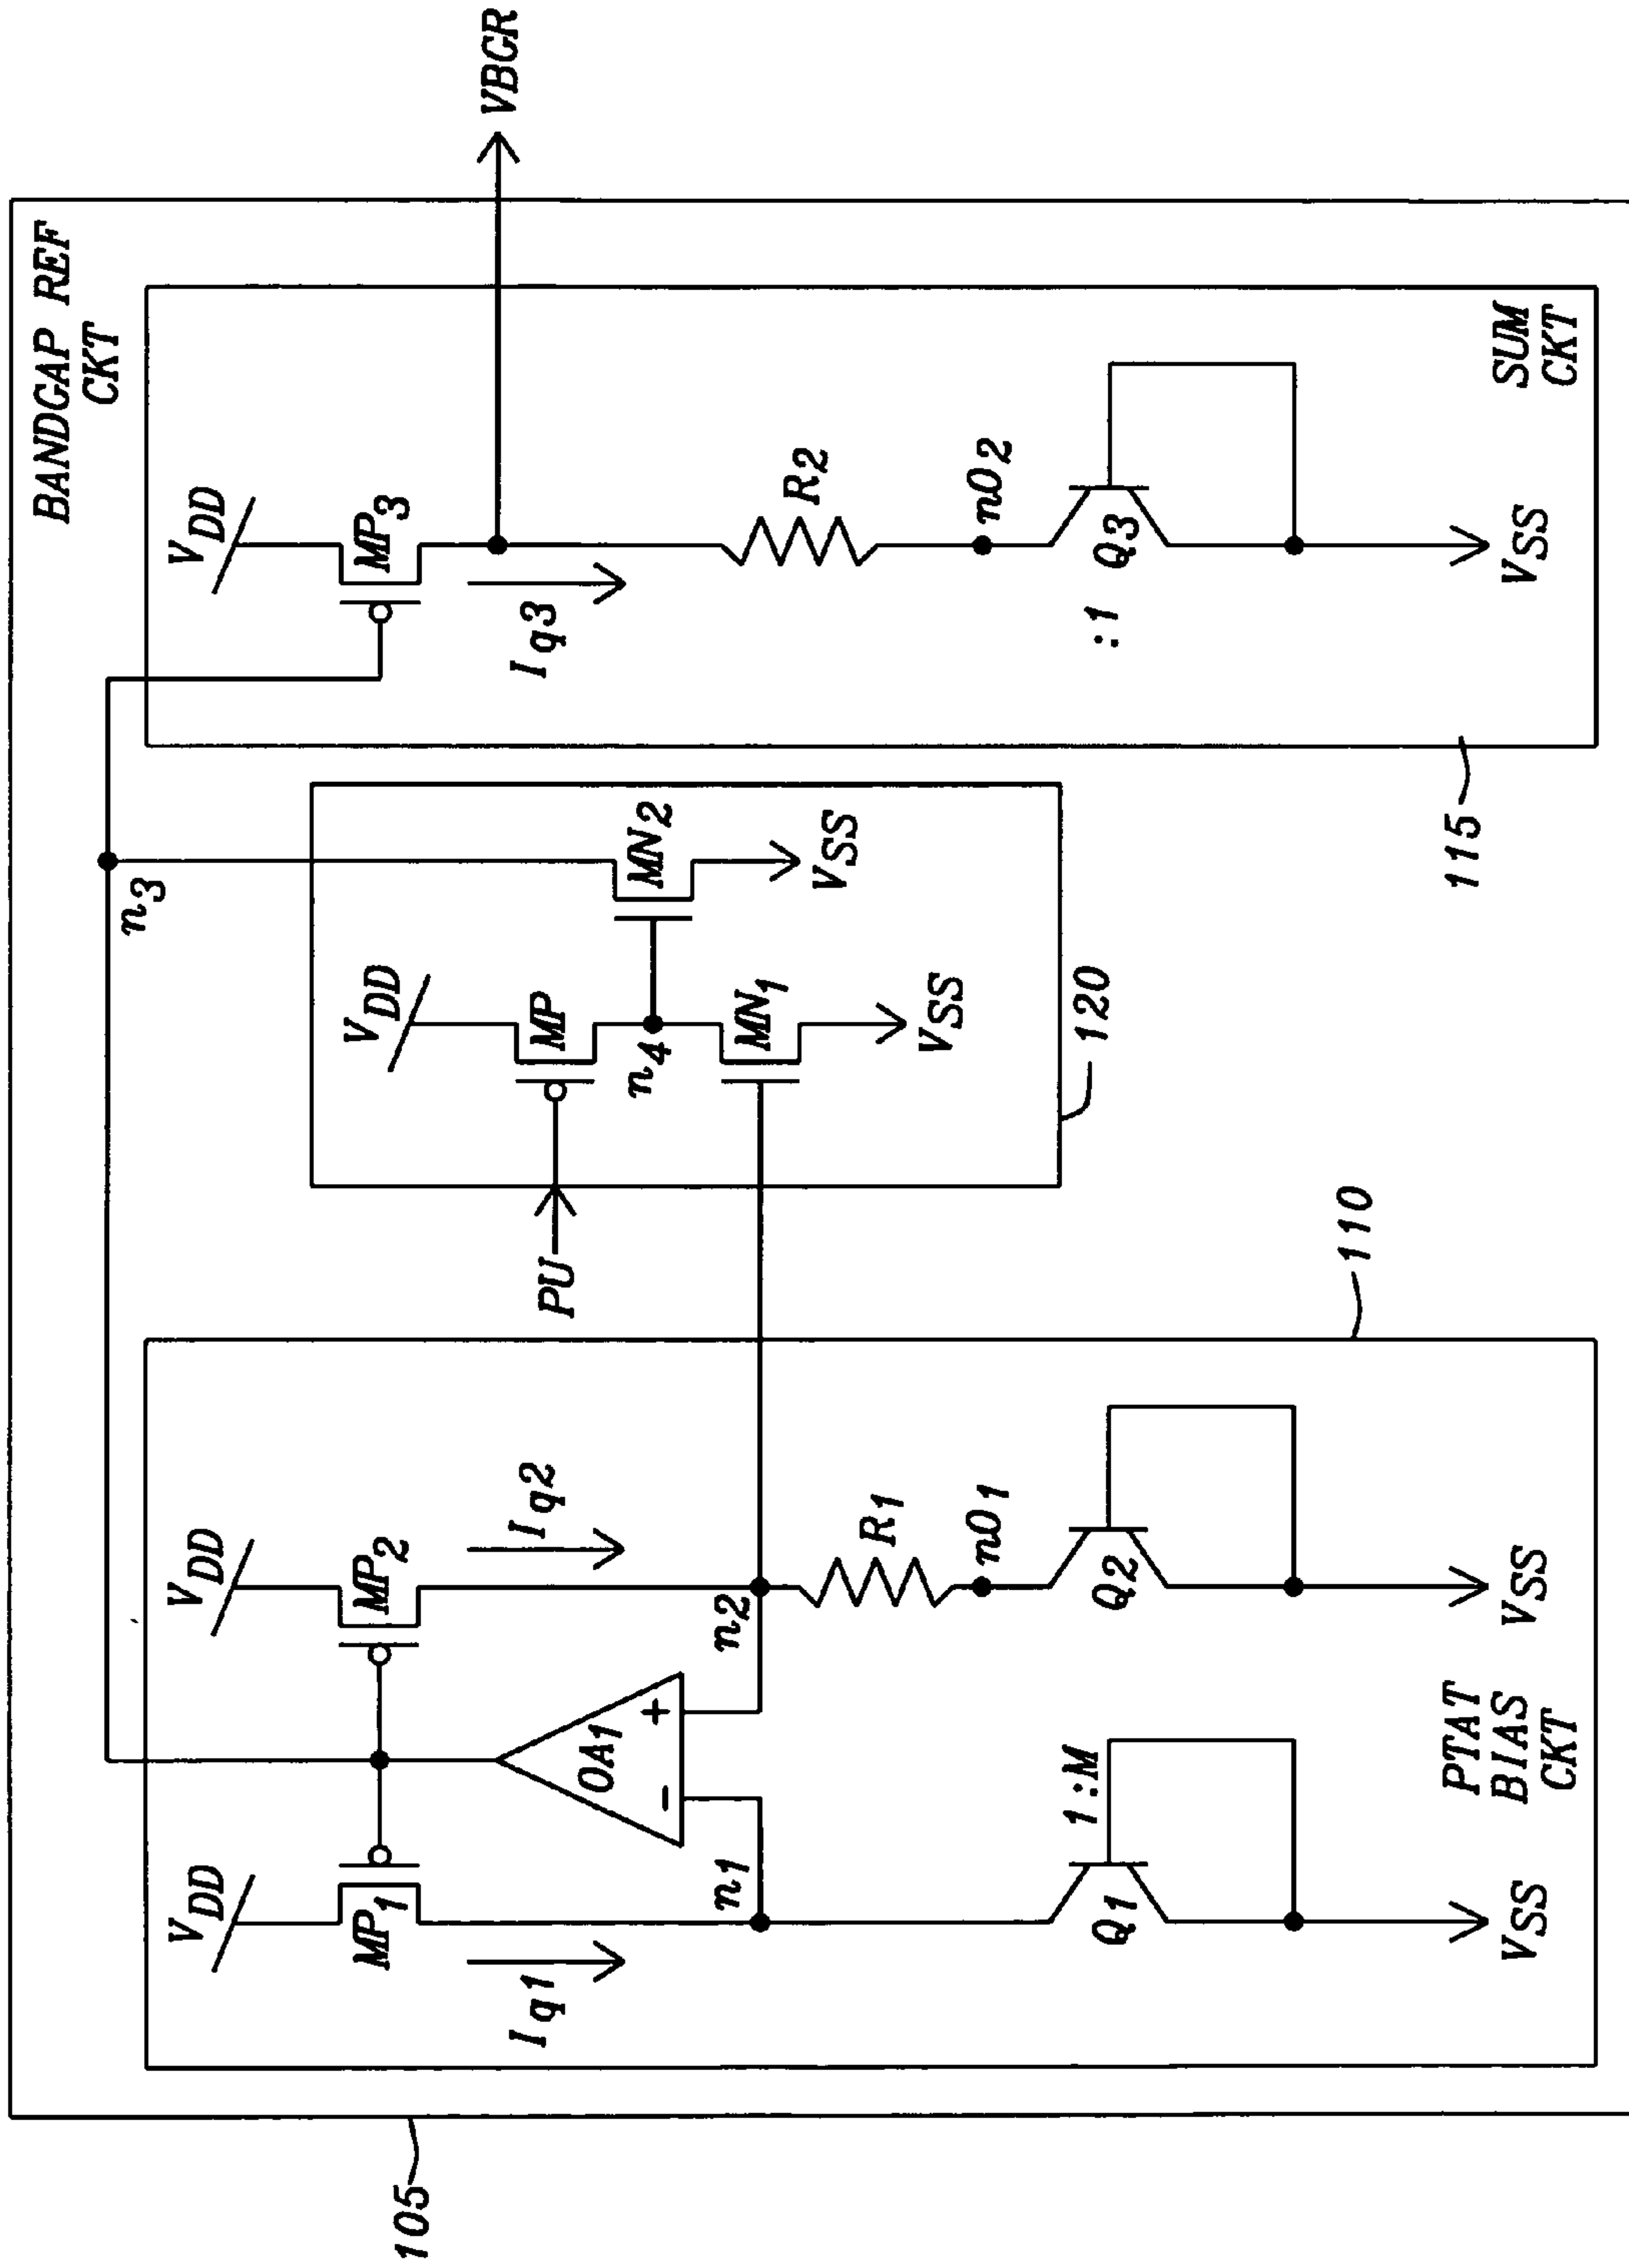 BANDGAP REF
CKT
105
VDD
MP1
Iq1
n1
OA1
-
+
VDD
MP2
Iq2
n2
R1
nO1
Q1
1:M
Q2
VSS
VSS
PTAT
BIAS
CKT
110
n3
PU
VDD
MP
n4
MN1
VSS
MN2
VSS
120
VDD
MP3
Iq3
VBGR
R2
nO2
:1
Q3
VSS
SUM
CKT
115